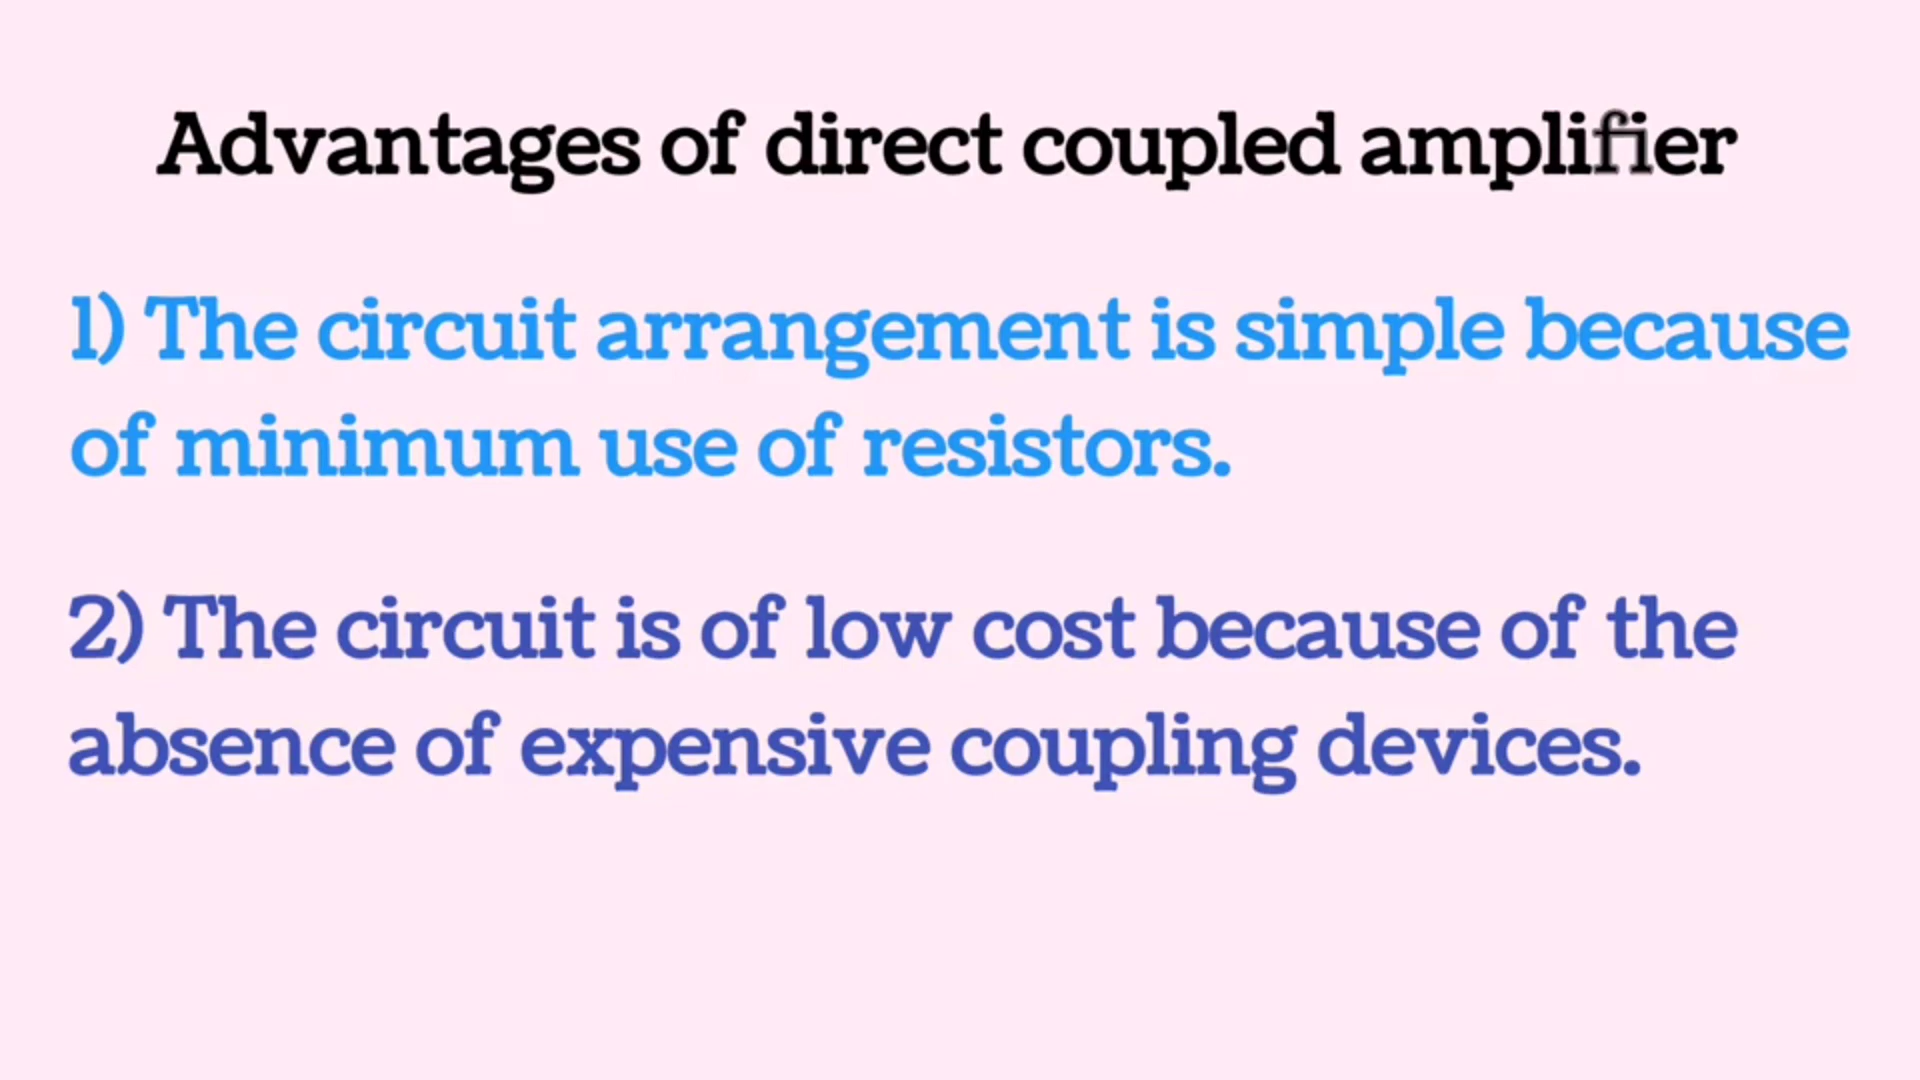 Advantages of direct coupled amplifier
1) The circuit arrangement is simple because
of minimum use of resistors.
2) The circuit is of low cost because of the
absence of expensive coupling devices.